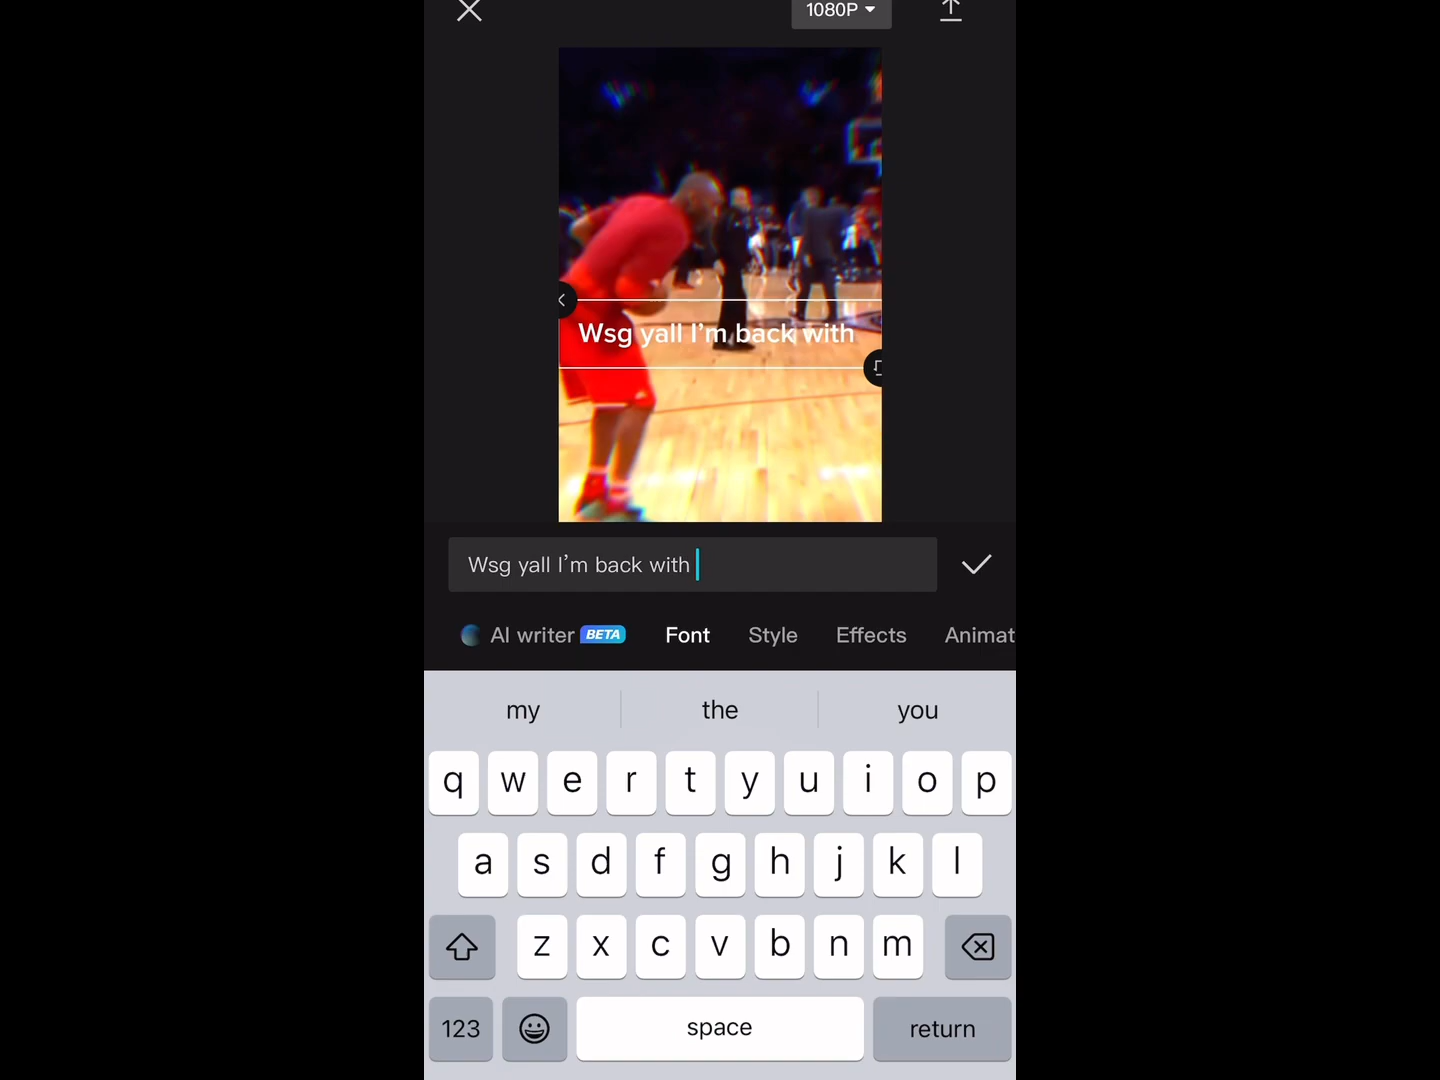 1080P
Wsg yall I'm back with
Wsg yall I'm back with
AI writer BETA Font Style Effects Animat
my the you
q w e r t y u i o p
a s d f g h j k l
z x c v b n m
123 space return